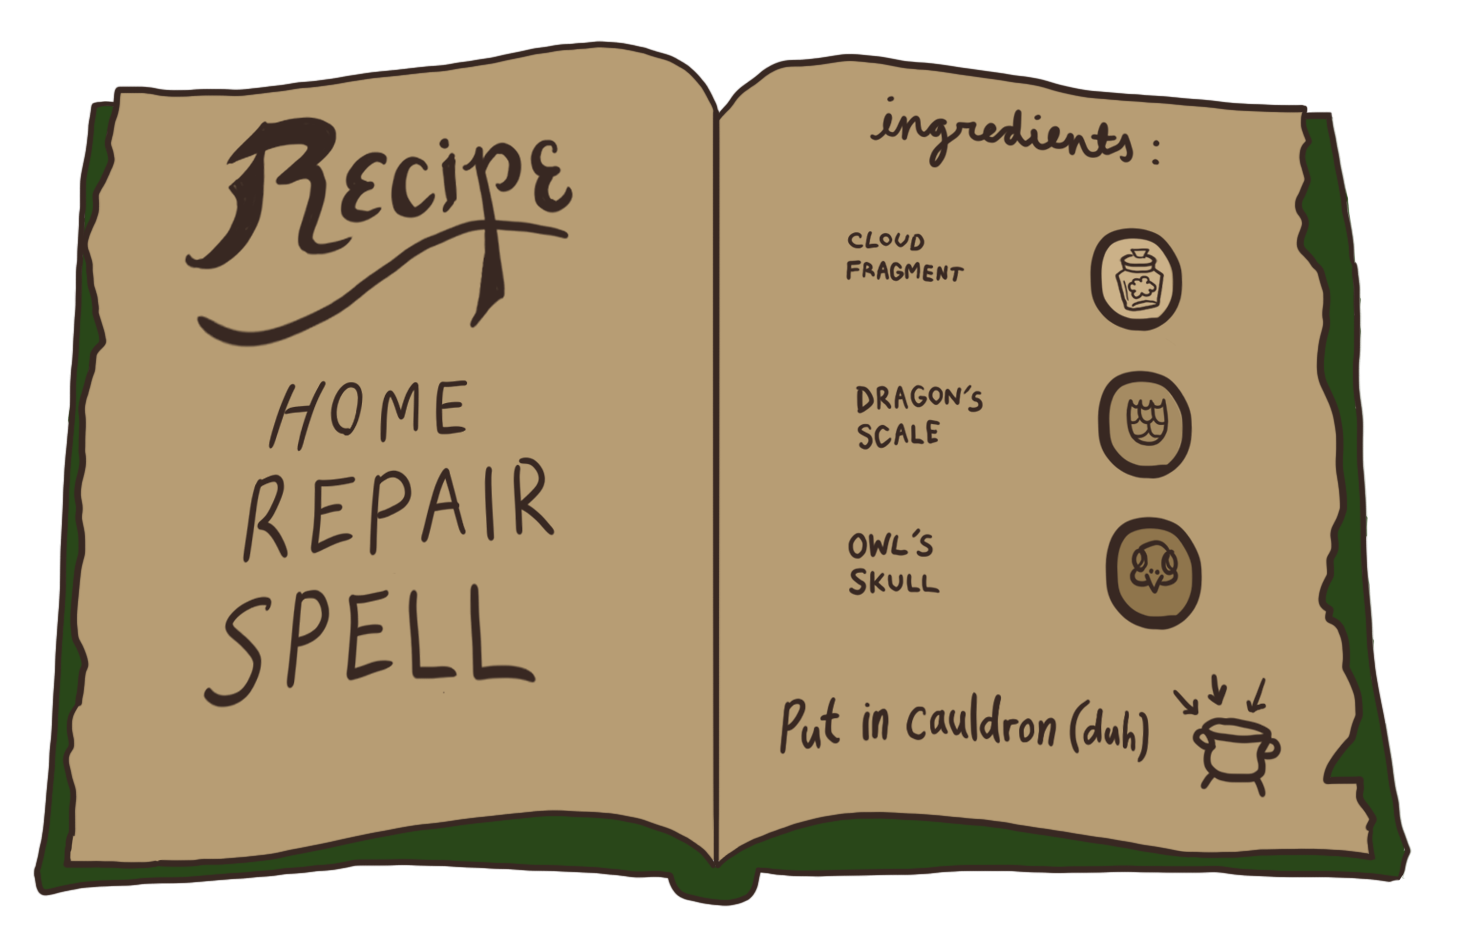 Recipe
HOME
REPAIR
SPELL
ingredients:
CLOUD
FRAGMENT
DRAGON'S
SCALE
OWL'S
SKULL
Put in cauldron (duh)